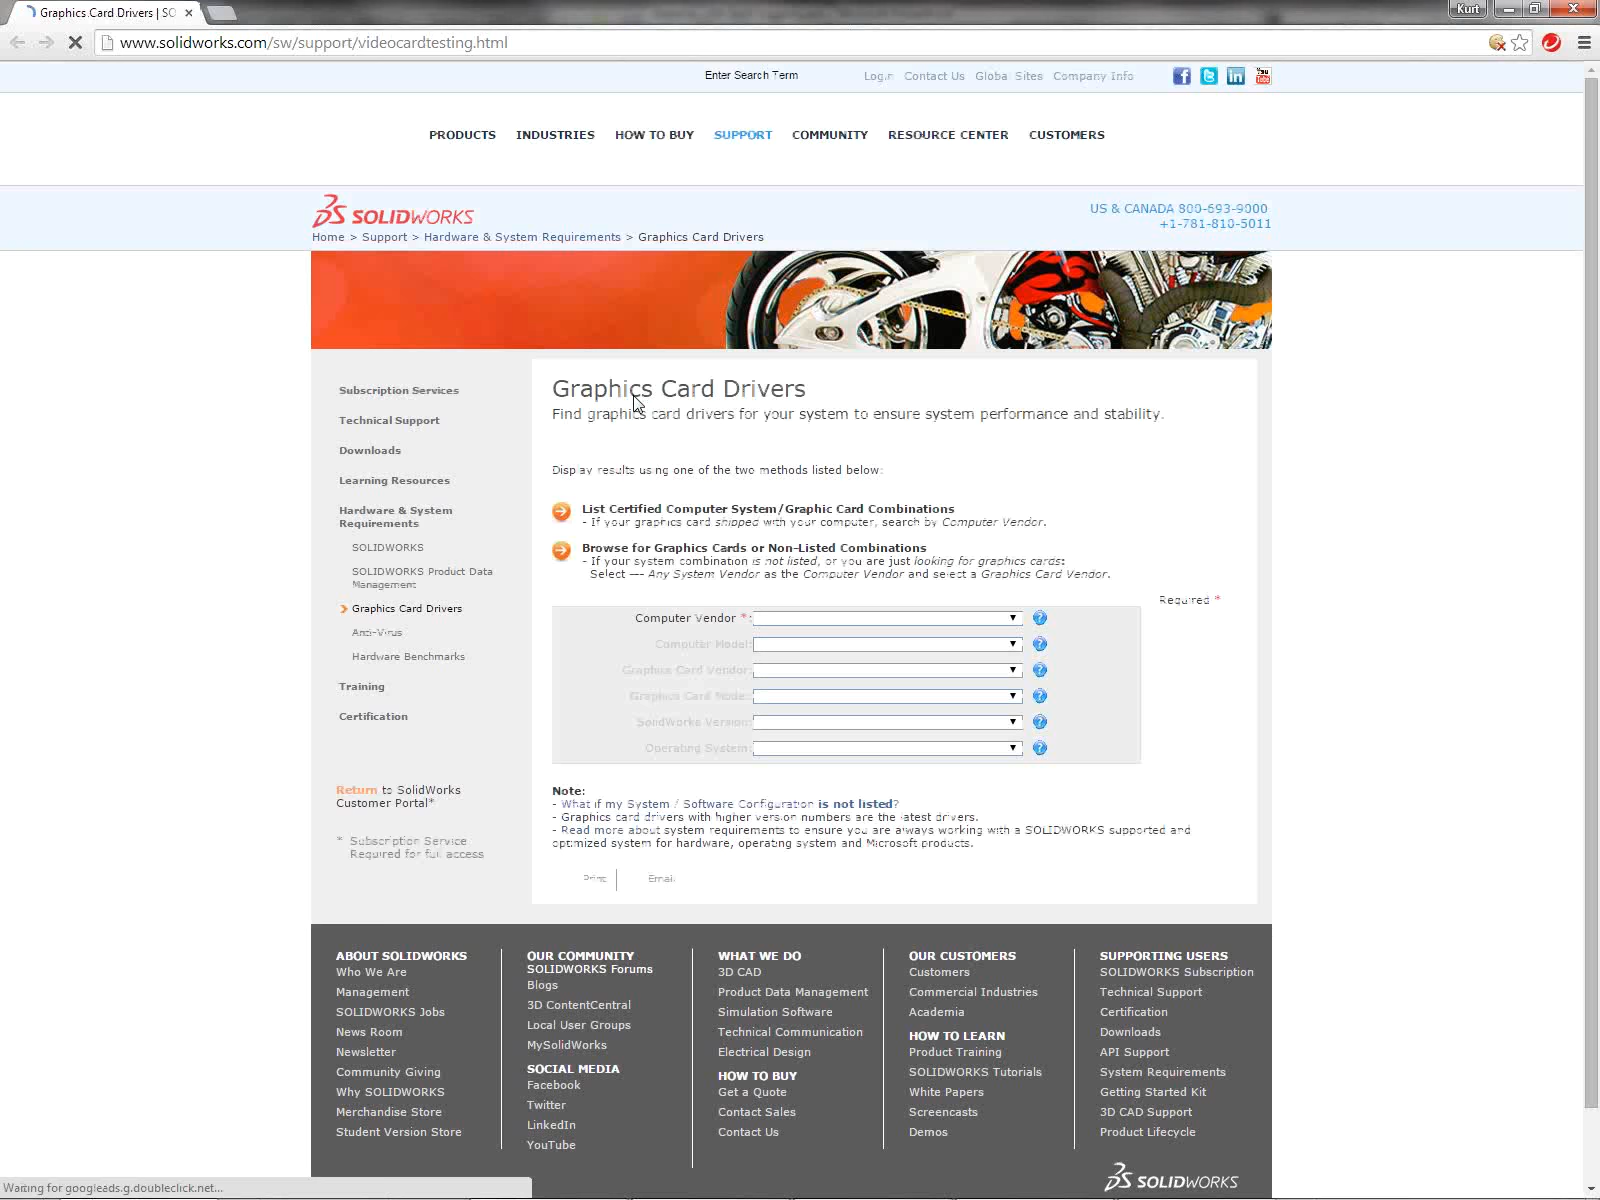 Graphics Card Drivers | SO
Kurt
www.solidworks.com/sw/support/videocardtesting.html
Enter Search Term
Login Contact Us Global Sites Company Info
PRODUCTS INDUSTRIES HOW TO BUY SUPPORT COMMUNITY RESOURCE CENTER CUSTOMERS
SOLIDWORKS
US & CANADA 800-693-9000
+1-781-810-5011
Home > Support > Hardware & System Requirements > Graphics Card Drivers
Subscription Services
Technical Support
Downloads
Learning Resources
Hardware & System
Requirements
SOLIDWORKS
SOLIDWORKS Product Data
Management
Graphics Card Drivers
Anti-Virus
Hardware Benchmarks
Training
Certification
Return to SolidWorks
Customer Portal*
* Subscription Service
Required for full access
Graphics Card Drivers
Find graphics card drivers for your system to ensure system performance and stability.
Display results using one of the two methods listed below:
List Certified Computer System/Graphic Card Combinations
- If your graphics card shipped with your computer, search by Computer Vendor.
Browse for Graphics Cards or Non-Listed Combinations
- If your system combination is not listed, or you are just looking for graphics cards:
Select --- Any System Vendor as the Computer Vendor and select a Graphics Card Vendor.
Required *
Computer Vendor *:
Computer Model:
Graphics Card Vendor:
Graphics Card Model:
SolidWorks Version:
Operating System:
Note:
- What if my System / Software Configuration is not listed?
- Graphics card drivers with higher version numbers are the latest drivers.
- Read more about system requirements to ensure you are always working with a SOLIDWORKS supported and
optimized system for hardware, operating system and Microsoft products.
Print Email
ABOUT SOLIDWORKS
Who We Are
Management
SOLIDWORKS Jobs
News Room
Newsletter
Community Giving
Why SOLIDWORKS
Merchandise Store
Student Version Store
OUR COMMUNITY
SOLIDWORKS Forums
Blogs
3D ContentCentral
Local User Groups
MySolidWorks
SOCIAL MEDIA
Facebook
Twitter
LinkedIn
YouTube
WHAT WE DO
3D CAD
Product Data Management
Simulation Software
Technical Communication
Electrical Design
HOW TO BUY
Get a Quote
Contact Sales
Contact Us
OUR CUSTOMERS
Customers
Commercial Industries
Academia
HOW TO LEARN
Product Training
SOLIDWORKS Tutorials
White Papers
Screencasts
Demos
SUPPORTING USERS
SOLIDWORKS Subscription
Technical Support
Certification
Downloads
API Support
System Requirements
Getting Started Kit
3D CAD Support
Product Lifecycle
SOLIDWORKS
Waiting for googleads.g.doubleclick.net...